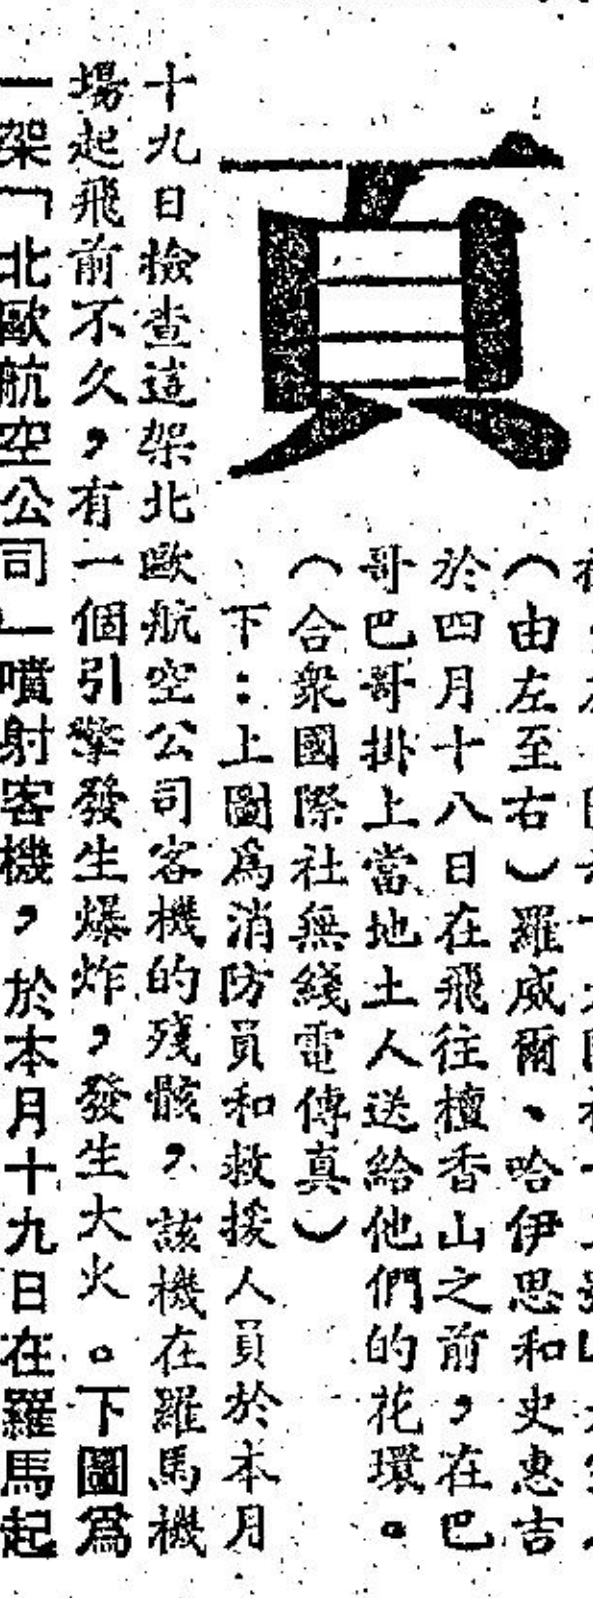 頁
（由左至右）羅威爾、哈伊思和史惠吉
於四月十八日在飛往檀香山之前，在巴
哥巴哥掛上當地土人送給他們的花環。
（合衆國際社無綫電傳真）
下：上圖爲消防員和救援人員於本月
十九日檢查這架北歐航空公司客機的殘骸，該機在羅馬機
場起飛前不久，有一個引擎發生爆炸，發生大火。下圖爲
一架「北歐航空公司」噴射客機，於本月十九日在羅馬起